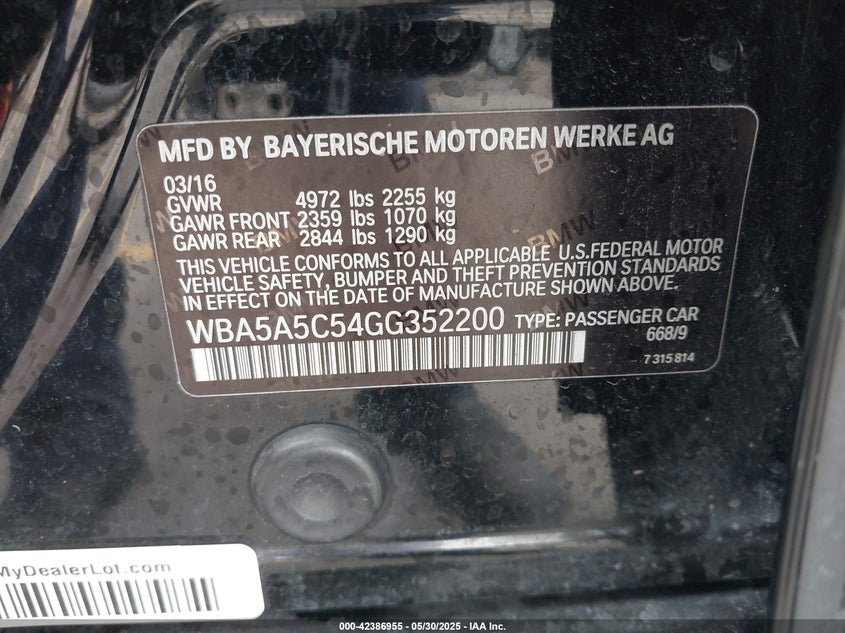 MFD BY BAYERISCHE MOTOREN WERKE AG
03/16
GVWR 4972 lbs 2255 kg
GAWR FRONT 2359 lbs 1070 kg
GAWR REAR 2844 lbs 1290 kg
THIS VEHICLE CONFORMS TO ALL APPLICABLE U.S.FEDERAL MOTOR
VEHICLE SAFETY, BUMPER AND THEFT PREVENTION STANDARDS
IN EFFECT ON THE DATE OF MANUFACTURE SHOWN ABOVE.
WBA5A5C54GG352200 TYPE: PASSENGER CAR
668/9
7 315 814
MyDealerLot.com
000-42386955 - 05/30/2025 - IAA Inc.